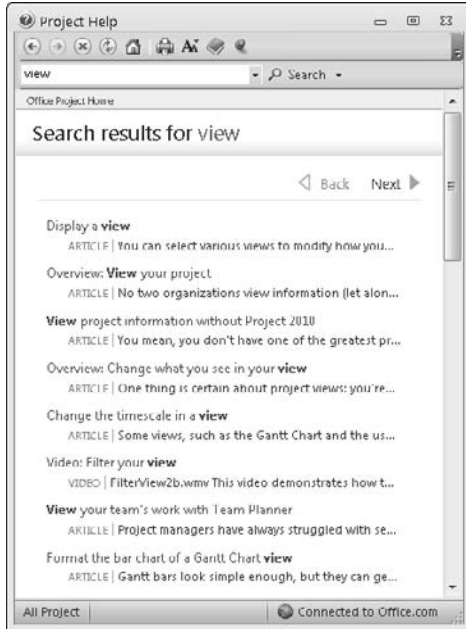 Project Help
view
Search
Office Project Home
Search results for view
Back Next
Display a view
ARTICLE | You can select various views to modify how you...
Overview: View your project
ARTICLE | No two organizations view information (let alon...
View project information without Project 2010
ARTICLE | You mean, you don't have one of the greatest pr...
Overview: Change what you see in your view
ARTICLE | One thing is certain about project views: you're...
Change the timescale in a view
ARTICLE | Some views, such as the Gantt Chart and the us...
Video: Filter your view
VIDEO | FilterView2b.wmv This video demonstrates how t...
View your team's work with Team Planner
ARTICLE | Project managers have always struggled with se...
Format the bar chart of a Gantt Chart view
ARTICLE | Gantt bars look simple enough, but they can ge...
All Project
Connected to Office.com